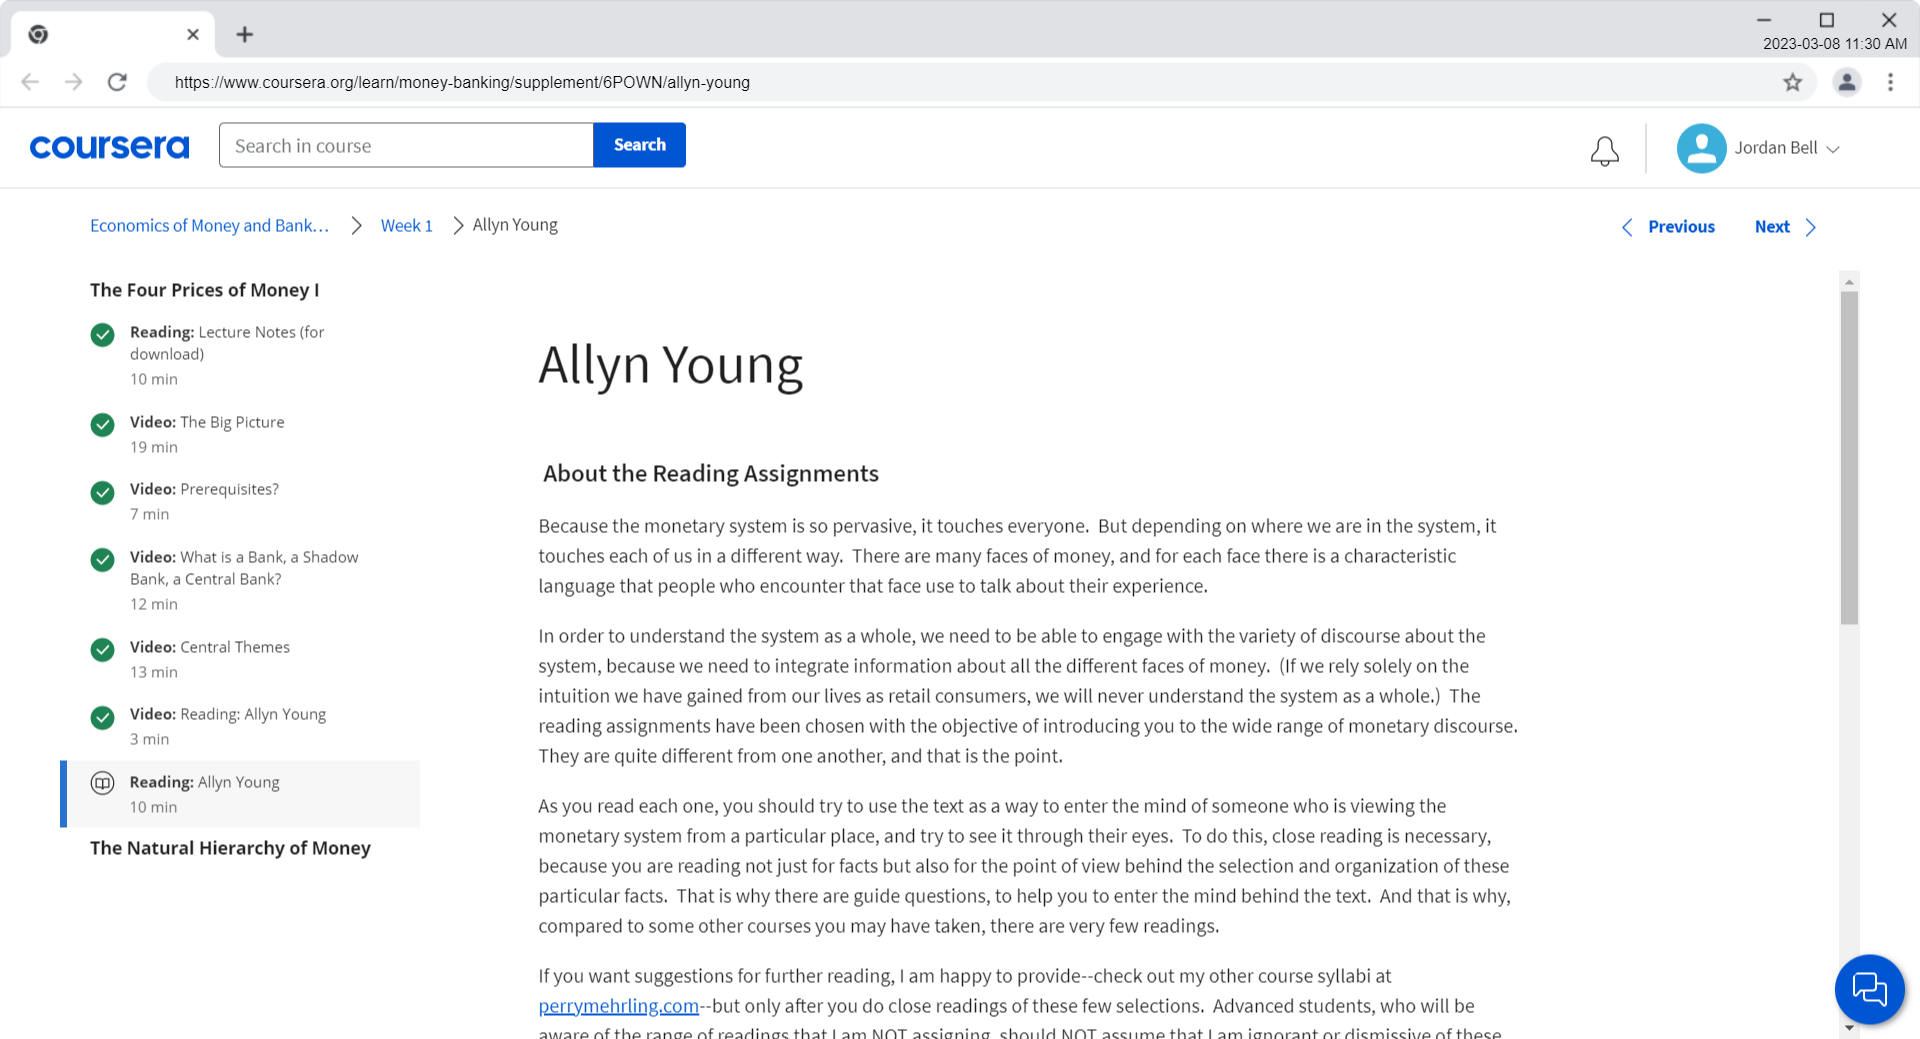 2023-03-08 11:30 AM
https://www.coursera.org/learn/money-banking/supplement/6POWN/allyn-young
coursera
Search in course
Search
Jordan Bell
Economics of Money and Bank...
Week 1
Allyn Young
Previous
Next
The Four Prices of Money I
Reading: Lecture Notes (for
download)
10 min
Video: The Big Picture
19 min
Video: Prerequisites?
7 min
Video: What is a Bank, a Shadow
Bank, a Central Bank?
12 min
Video: Central Themes
13 min
Video: Reading: Allyn Young
3 min
Reading: Allyn Young
10 min
The Natural Hierarchy of Money
Allyn Young
About the Reading Assignments
Because the monetary system is so pervasive, it touches everyone.  But depending on where we are in the system, it
touches each of us in a different way.  There are many faces of money, and for each face there is a characteristic
language that people who encounter that face use to talk about their experience.
In order to understand the system as a whole, we need to be able to engage with the variety of discourse about the
system, because we need to integrate information about all the different faces of money.  (If we rely solely on the
intuition we have gained from our lives as retail consumers, we will never understand the system as a whole.)  The
reading assignments have been chosen with the objective of introducing you to the wide range of monetary discourse.
They are quite different from one another, and that is the point.
As you read each one, you should try to use the text as a way to enter the mind of someone who is viewing the
monetary system from a particular place, and try to see it through their eyes.  To do this, close reading is necessary,
because you are reading not just for facts but also for the point of view behind the selection and organization of these
particular facts.  That is why there are guide questions, to help you to enter the mind behind the text.  And that is why,
compared to some other courses you may have taken, there are very few readings.
If you want suggestions for further reading, I am happy to provide--check out my other course syllabi at
perrymehrling.com--but only after you do close readings of these few selections.  Advanced students, who will be
aware of the range of readings that I am NOT assigning, should NOT assume that I am ignorant or dismissive of these